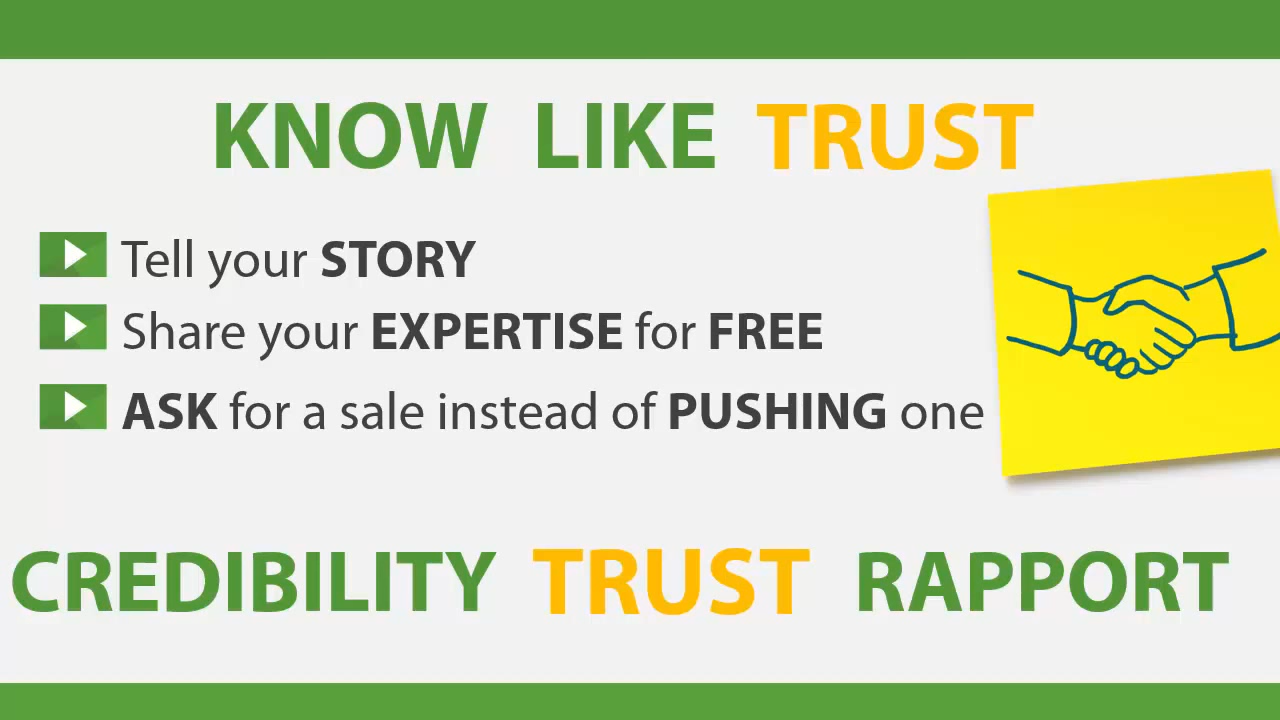 KNOW LIKE TRUST
Tell your STORY
Share your EXPERTISE for FREE
ASK for a sale instead of PUSHING one
CREDIBILITY TRUST RAPPORT